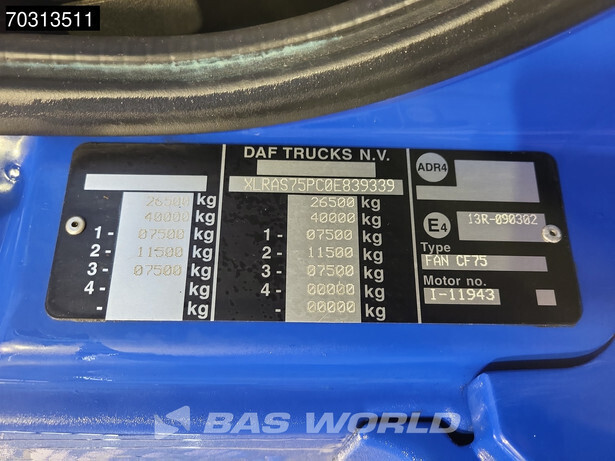 70313511
DAF TRUCKS N.V.
XLRAS75PC0E839339
26500 kg
40000 kg
1- 07500 kg
2- 11500 kg
3- 07500 kg
4- kg
- kg
26500 kg
40000 kg
1- 07500 kg
2- 11500 kg
3- 07500 kg
4- 00000 kg
- 00000 kg
ADR4
E4 13R-090302
Type
FAN CF75
Motor no.
I-11943
BAS WORLD